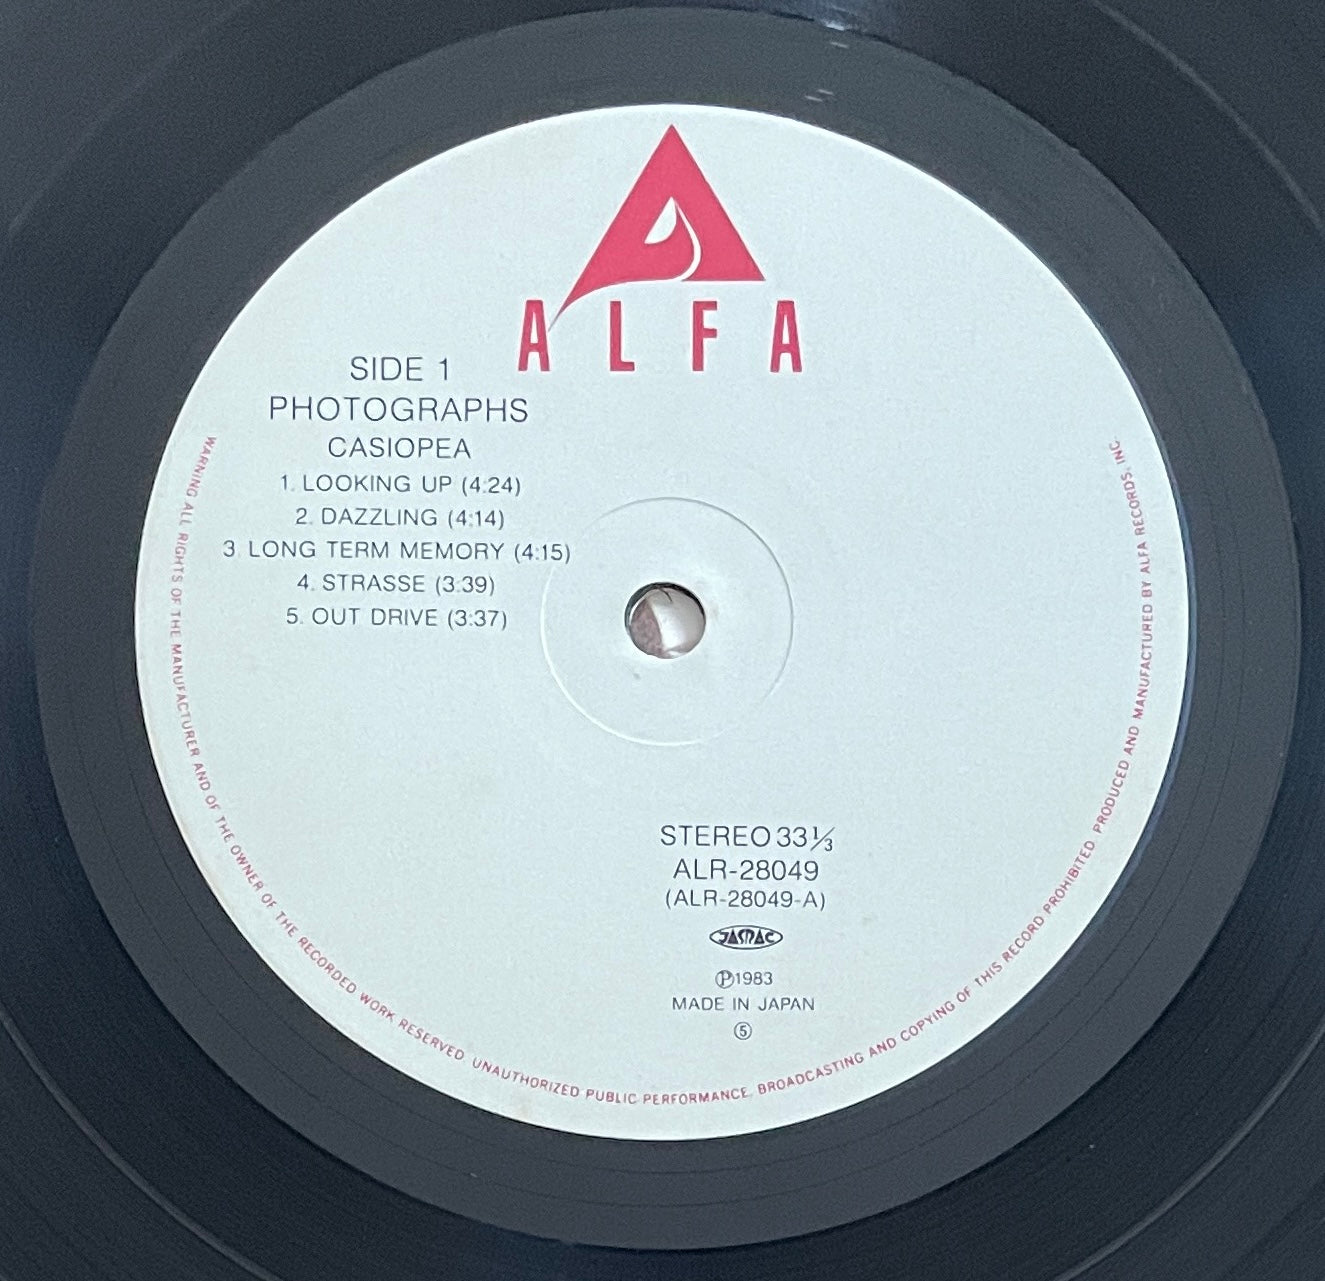 ALFA
SIDE 1
PHOTOGRAPHS
CASIOPEA
1. LOOKING UP (4:24)
2. DAZZLING (4:14)
3. LONG TERM MEMORY (4:15)
4. STRASSE (3:39)
5. OUT DRIVE (3:37)
STEREO 33 1/3
ALR-28049
(ALR-28049-A)
JASRAC
Ⓟ1983
MADE IN JAPAN
⑤
WARNING ALL RIGHTS OF THE MANUFACTURER AND OF THE OWNER OF THE RECORDED WORK RESERVED. UNAUTHORIZED PUBLIC PERFORMANCE, BROADCASTING AND COPYING OF THIS RECORD PROHIBITED. PRODUCED AND MANUFACTURED BY ALFA RECORDS, INC.